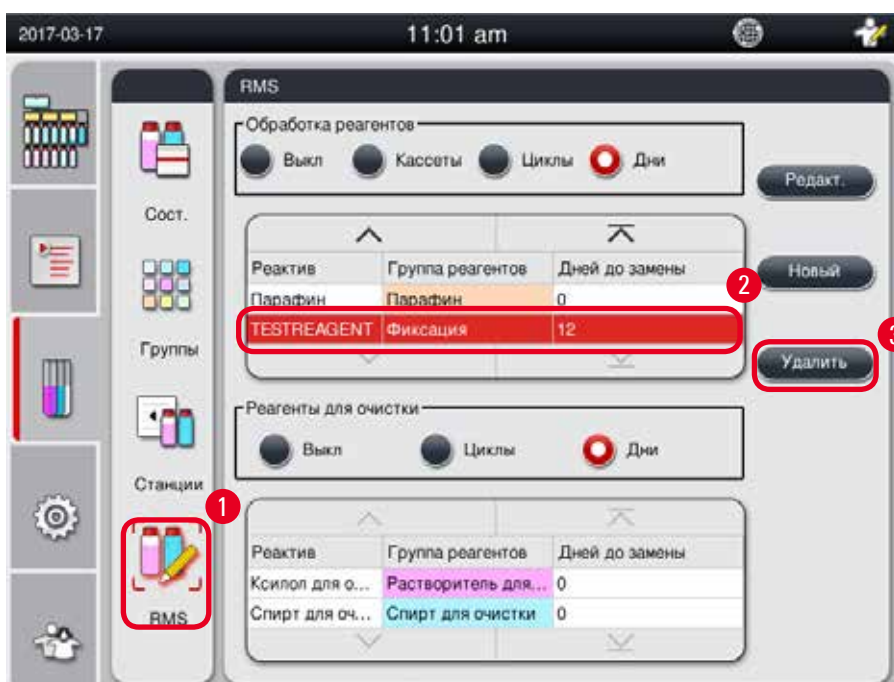 2017-03-17 11:01 am
RMS
Обработка реагентов
Выкл Кассеты Циклы Дни
Редакт.
Сост.
Реактив Группа реагентов Дней до замены
2
Новый
Парафин Парафин 0
TESTREAGENT Фиксация 12
3
Группы
Удалить
Реагенты для очистки
Выкл Циклы Дни
Станции
1
Реактив Группа реагентов Дней до замены
Ксилол для о... Растворитель для... 0
Спирт для оч... Спирт для очистки 0
RMS